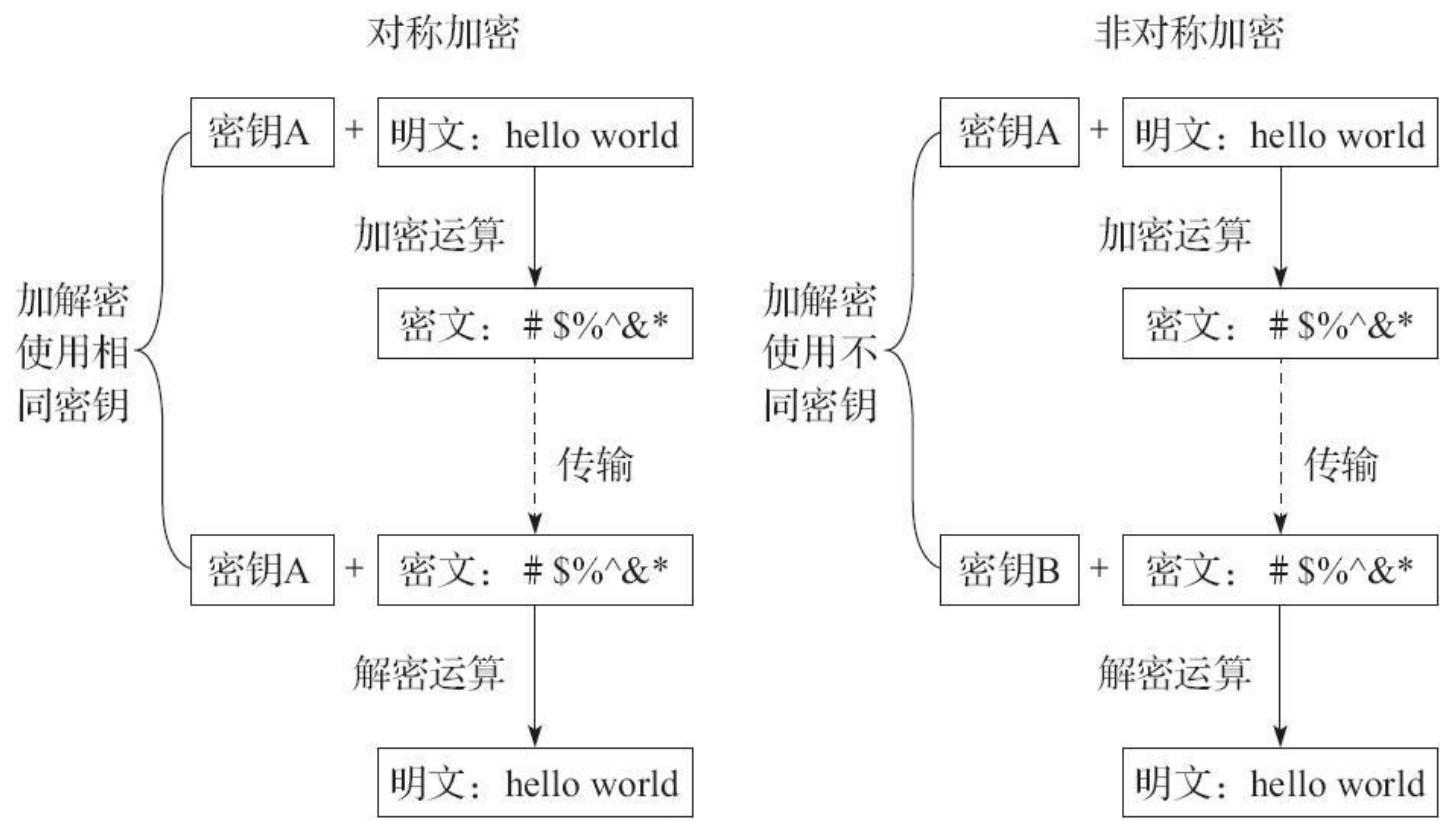 对称加密
密钥A + 明文：hello world
加密运算
密文： # $%^&*
加解密
使用相
同密钥
传输
密钥A + 密文： # $%^&*
解密运算
明文：hello world
非对称加密
密钥A + 明文：hello world
加密运算
密文： # $%^&*
加解密
使用不
同密钥
传输
密钥B + 密文： # $%^&*
解密运算
明文：hello world